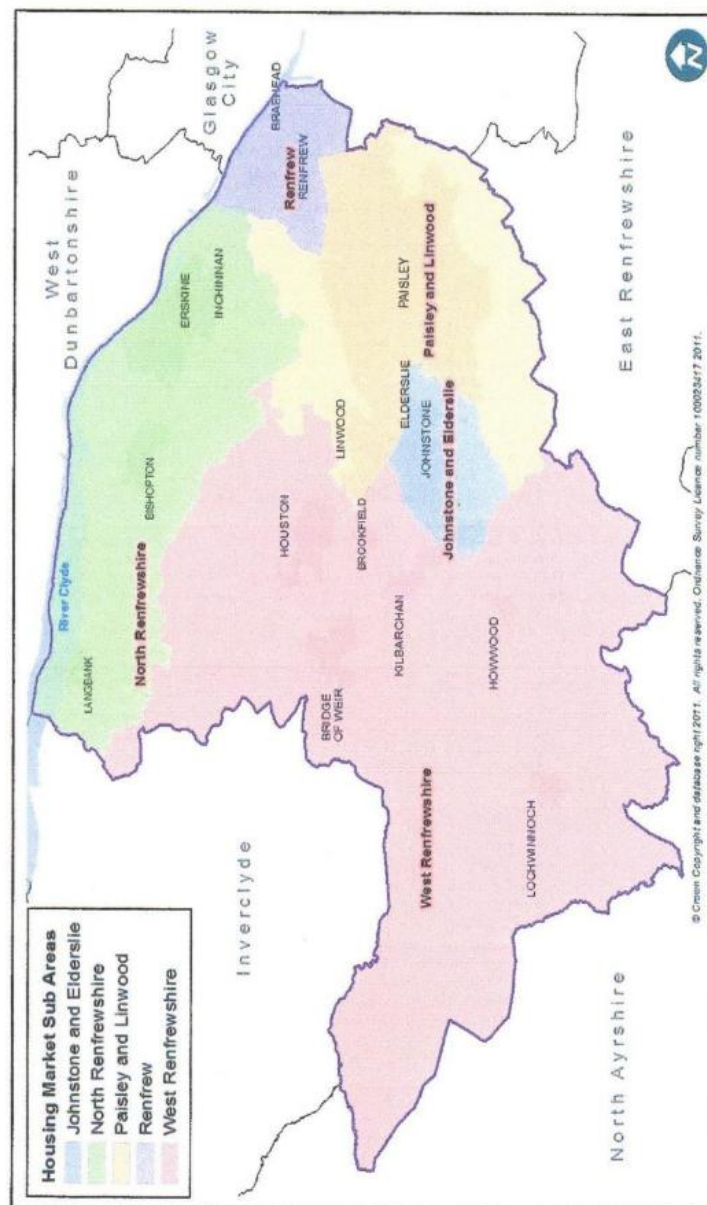 Housing Market Sub Areas
Johnstone and Elderslie
North Renfrewshire
Paisley and Linwood
Renfrew
West Renfrewshire
West
Dunbartonshire
Glasgow
City
Inverclyde
North Ayrshire
East Renfrewshire
River Clyde
LANGBANK
North Renfrewshire
BISHOPTON
ERSKINE
INCHINNAN
BRAEHEAD
Renfrew
RENFREW
HOUSTON
LINWOOD
BRIDGE
OF WEIR
BROOKFIELD
KILBARCHAN
ELDERSLIE
PAISLEY
JOHNSTONE
Johnstone and Elderslie
Paisley and Linwood
West Renfrewshire
HOWWOOD
LOCHWINNOCH
N
© Crown Copyright and database right 2011. All rights reserved. Ordnance Survey Licence number 100023417 2011.